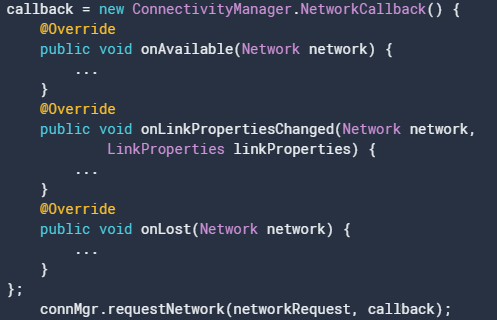 callback = new ConnectivityManager.NetworkCallback() {
    @Override
    public void onAvailable(Network network) {
        ...
    }
    @Override
    public void onLinkPropertiesChanged(Network network,
            LinkProperties linkProperties) {
        ...
    }
    @Override
    public void onLost(Network network) {
        ...
    }
};
    connMgr.requestNetwork(networkRequest, callback);